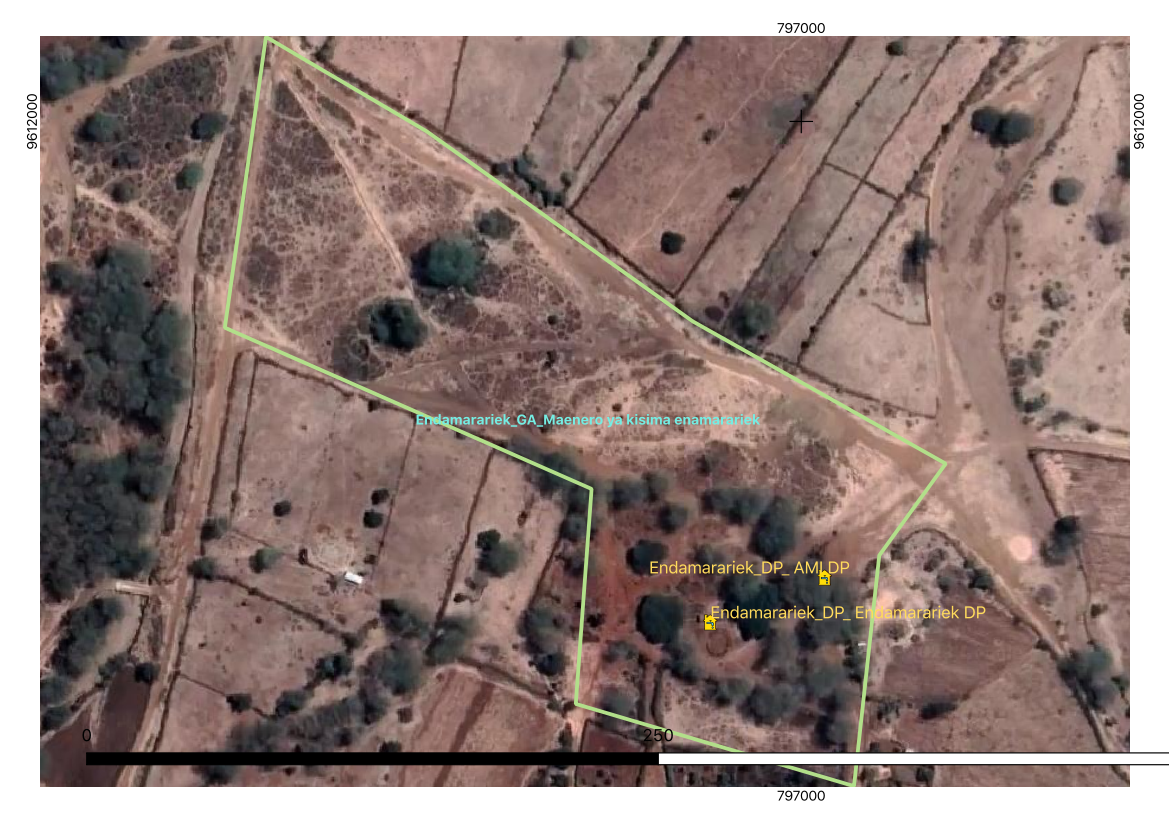 797000
9612000
9612000
Endamarariek_GA_Maenero ya kisima enamarariek
Endamarariek_DP_ AMI DP
Endamarariek_DP_ Endamarariek DP
0
250
797000